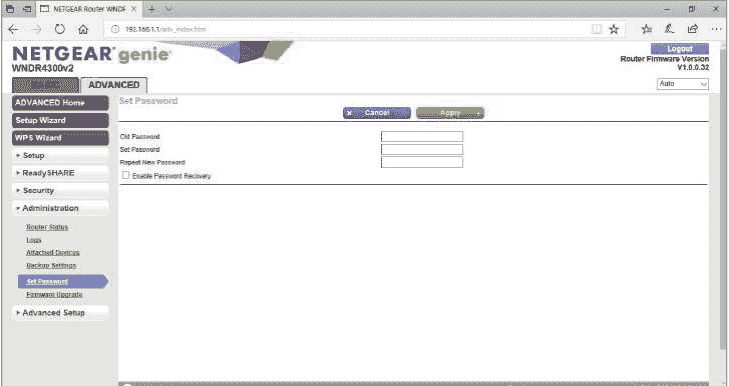 NETGEAR Router WNDR
192.168.1.1/adv_index.htm
NETGEAR genie
WNDR4300v2
Logout
Router Firmware Version
V1.0.0.32
ADVANCED
Auto
ADVANCED Home
Setup Wizard
WPS Wizard
Setup
ReadySHARE
Security
Administration
Router Status
Logs
Attached Devices
Backup Settings
Set Password
Firmware Upgrade
Advanced Setup
Set Password
Cancel
Apply
Old Password
Set Password
Repeat New Password
Enable Password Recovery